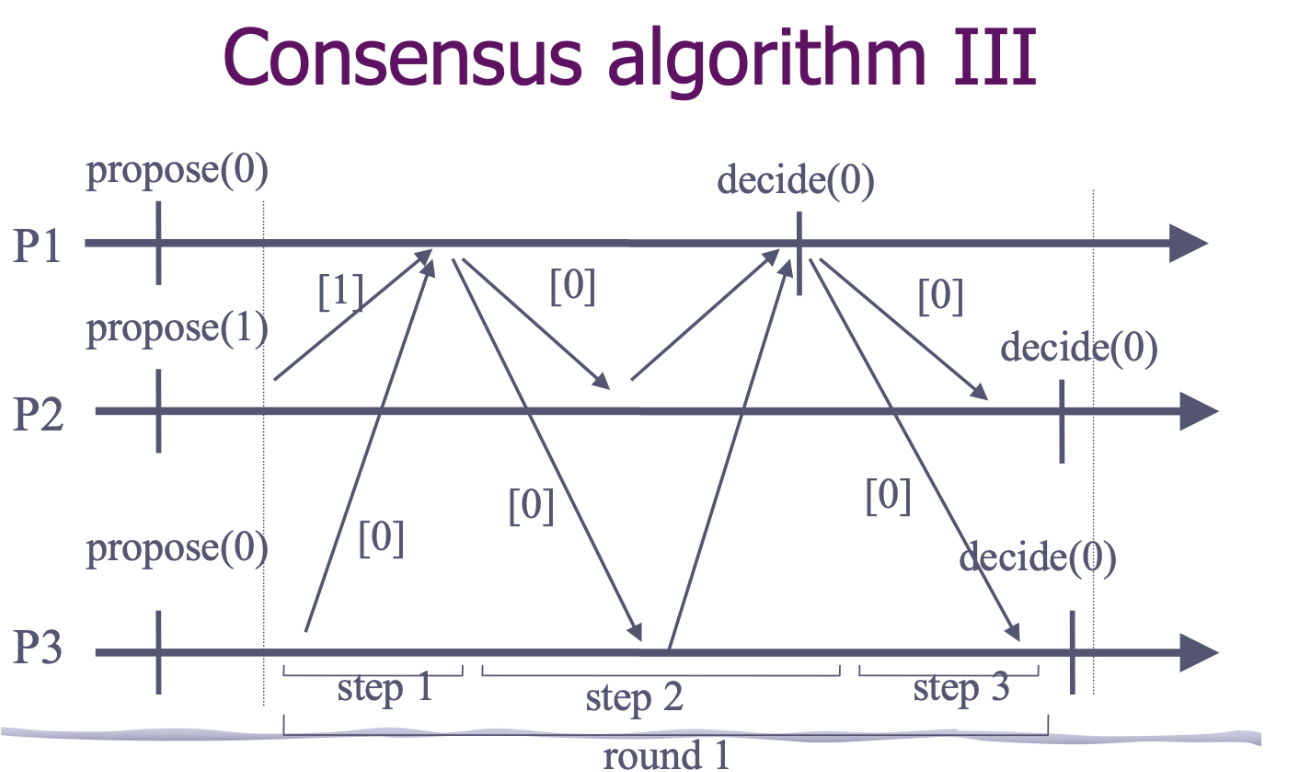 Consensus algorithm III
propose(0)
decide(0)
P1
[1]
[0]
[0]
propose(1)
decide(0)
P2
[0]
[0]
[0]
propose(0)
decide(0)
P3
step 1
step 2
step 3
round 1